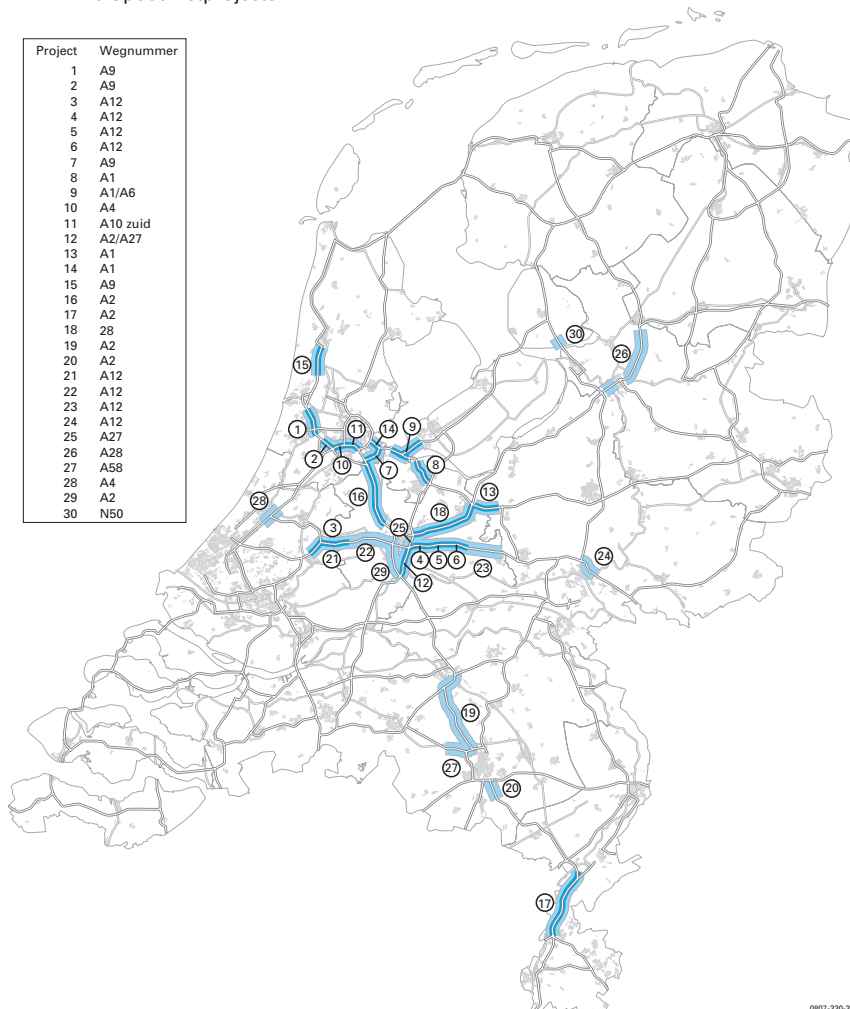 Project Wegnummer
1 A9
2 A9
3 A12
4 A12
5 A12
6 A12
7 A9
8 A1
9 A1/A6
10 A4
11 A10 zuid
12 A2/A27
13 A1
14 A1
15 A9
16 A2
17 A2
18 28
19 A2
20 A2
21 A12
22 A12
23 A12
24 A12
25 A27
26 A28
27 A58
28 A4
29 A2
30 N50
30
26
15
1
11
14
9
2
10
7
8
16
13
28
18
3
25
21
22
29
4
5
6
23
24
12
19
27
20
17